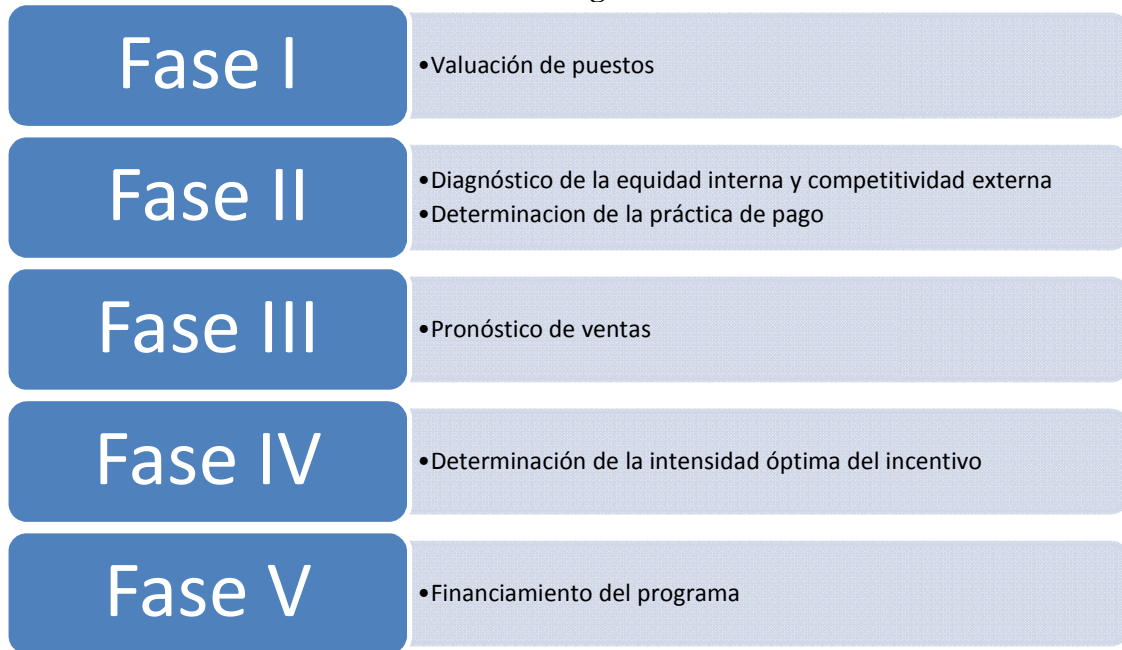 Fase I
•Valuación de puestos
Fase II
•Diagnóstico de la equidad interna y competitividad externa
•Determinacion de la práctica de pago
Fase III
•Pronóstico de ventas
Fase IV
•Determinación de la intensidad óptima del incentivo
Fase V
•Financiamiento del programa